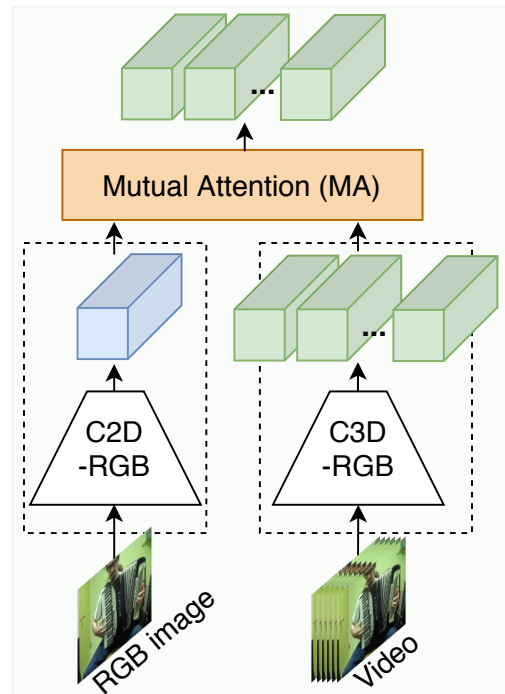 ...
Mutual Attention (MA)
...
C2D
-RGB
C3D
-RGB
RGB image
Video